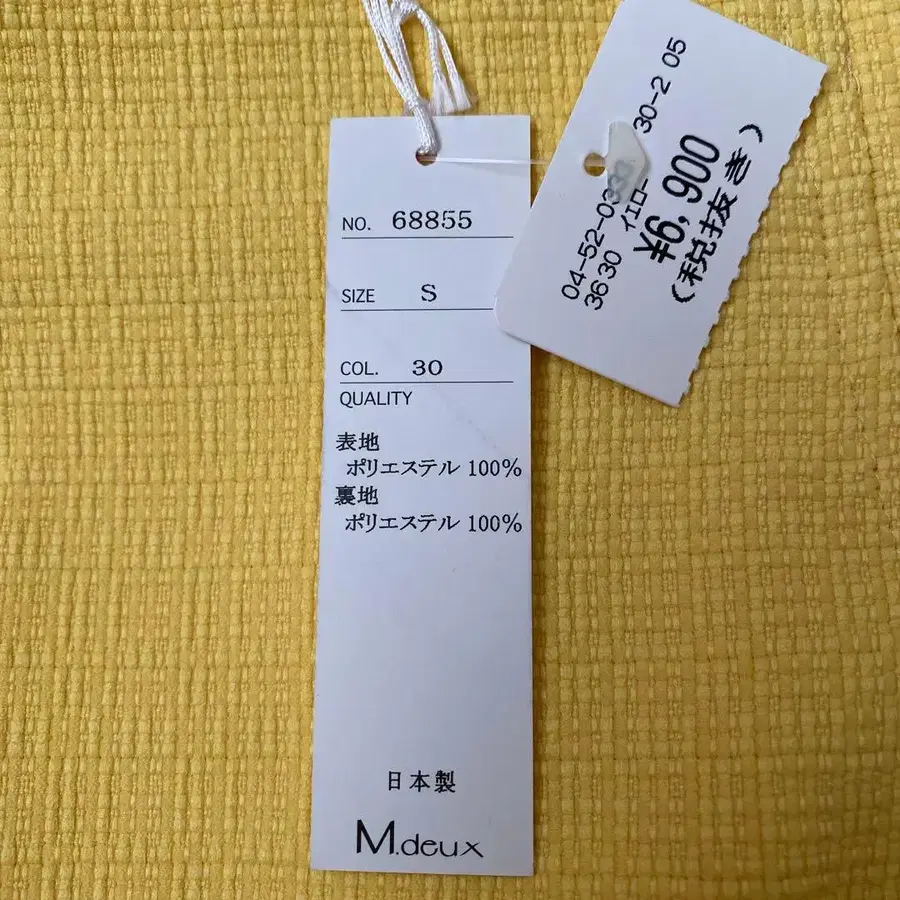 NO. 68855
SIZE S
COL. 30
QUALITY
表地
ポリエステル 100%
裏地
ポリエステル 100%
日本製
M.deux
30-2 05
3630 イエロー
¥6,900
(税抜き)